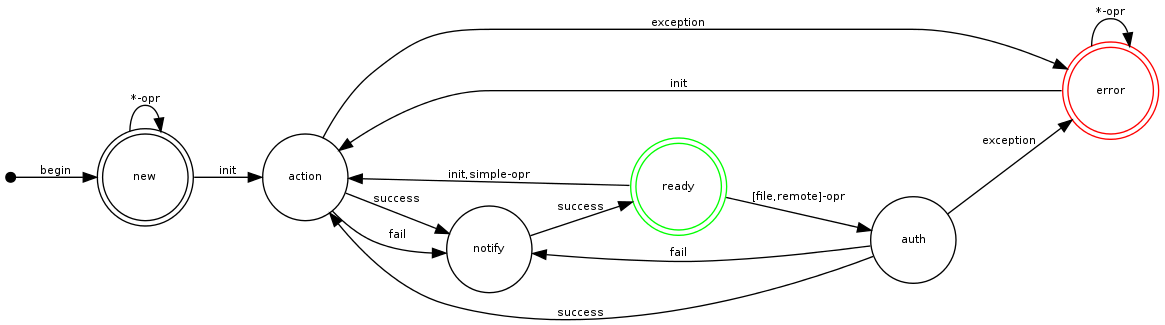 *-opr
exception
init
error
*-opr
exception
begin
new
init
action
init,simple-opr
ready
success
success
[file,remote]-opr
fail
notify
auth
fail
success